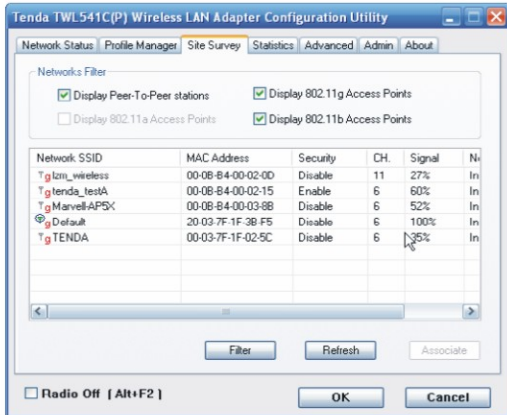 Tenda TWL541C(P) Wireless LAN Adapter Configuration Utility
Network Status Profile Manager Site Survey Statistics Advanced Admin About
Networks Filter
Display Peer-To-Peer stations Display 802.11g Access Points
Display 802.11a Access Points Display 802.11b Access Points
Network SSID MAC Address Security CH. Signal
g lzm_wireless 00-0B-B4-00-02-0D Disable 11 27% In
g tenda_testA 00-0B-B4-00-02-15 Enable 6 60% In
g Marvell-AP5X 00-0B-B4-00-03-8B Disable 6 52% In
g Default 20-03-7F-1F-3B-F5 Disable 6 100% In
g TENDA 00-03-7F-1F-02-5C Disable 6 35% In
Filter Refresh Associate
Radio Off [ Alt+F2 ] OK Cancel